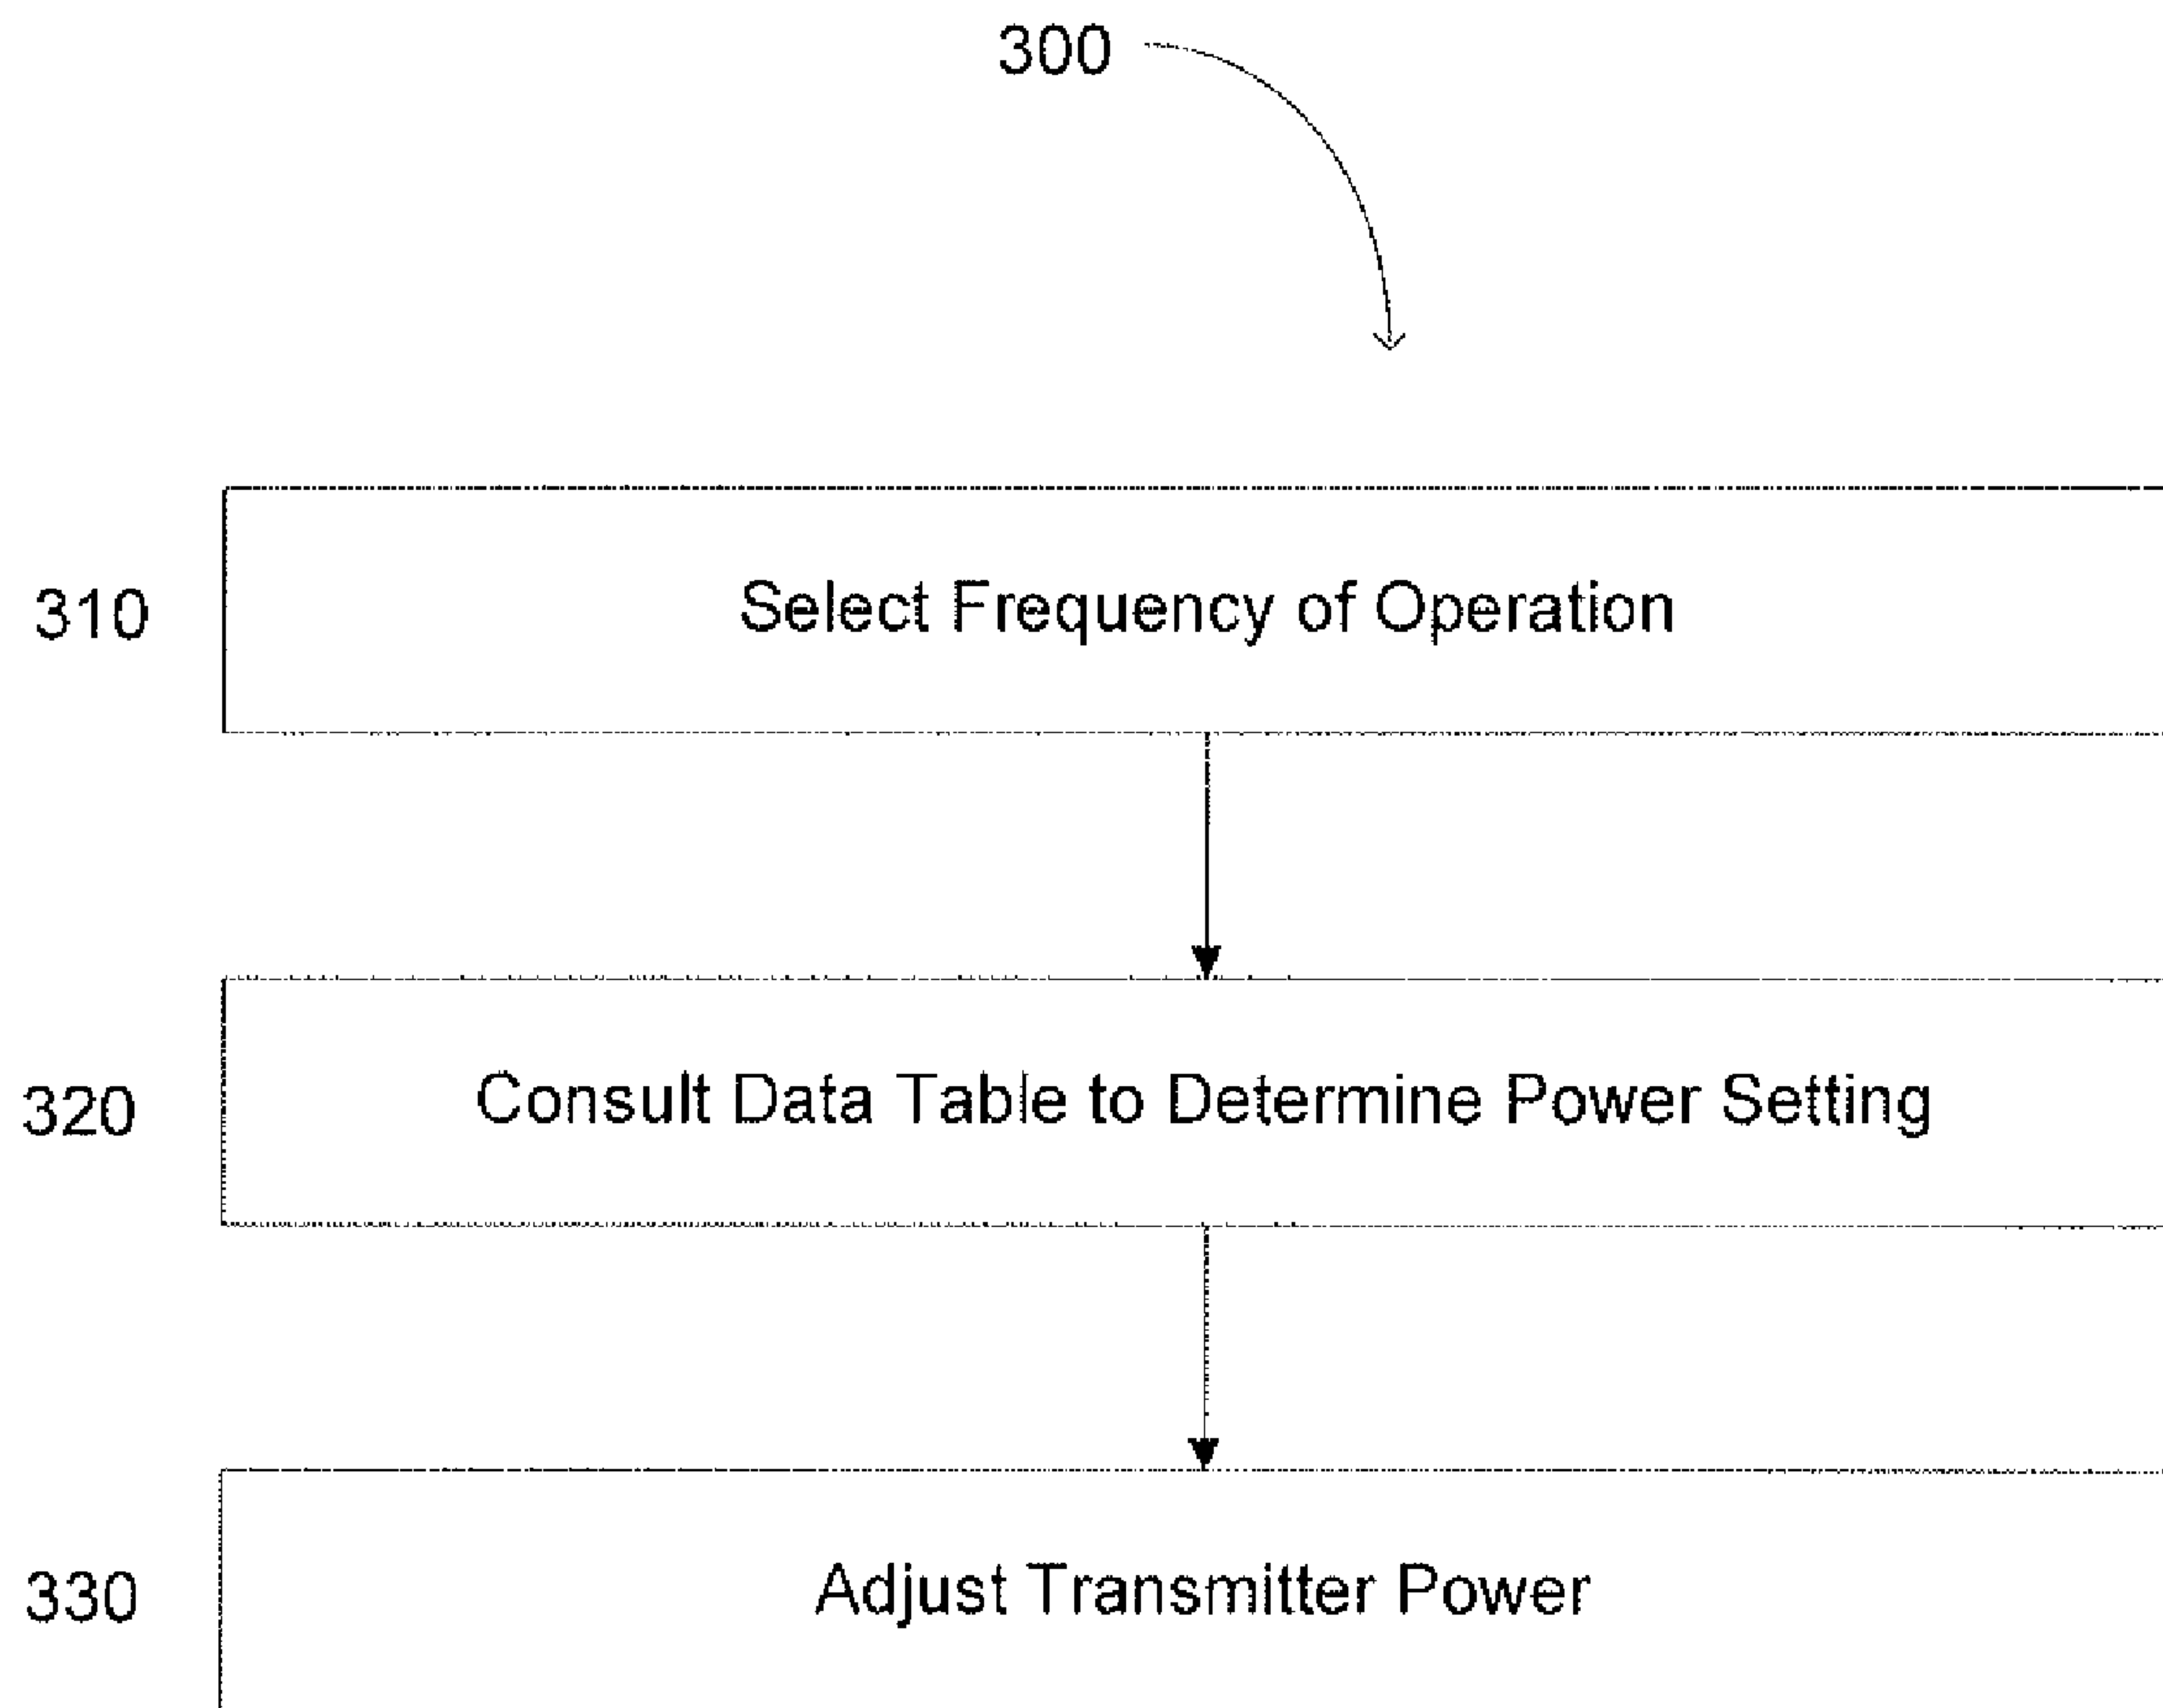 300
310 Select Frequency of Operation
320 Consult Data Table to Determine Power Setting
330 Adjust Transmitter Power